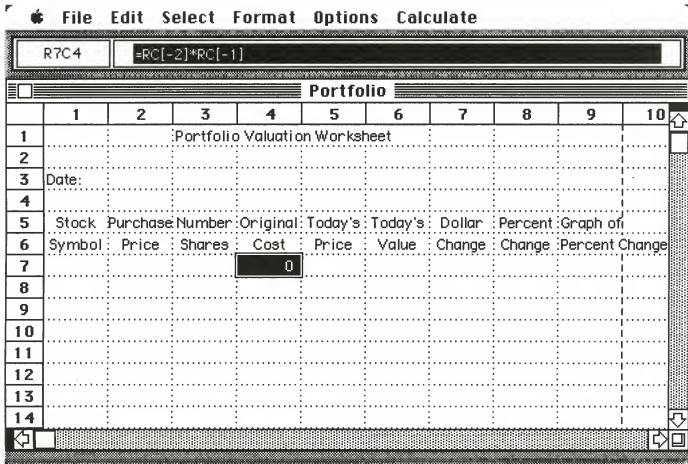 File Edit Select Format Options Calculate
R7C4 =RC[-2]*RC[-1]
Portfolio
1 2 3 4 5 6 7 8 9 10
1 Portfolio Valuation Worksheet
2
3 Date:
4
5 Stock Purchase Number Original Today's Today's Dollar Percent Graph of
6 Symbol Price Shares Cost Price Value Change Change Percent Change
7 0
8
9
10
11
12
13
14